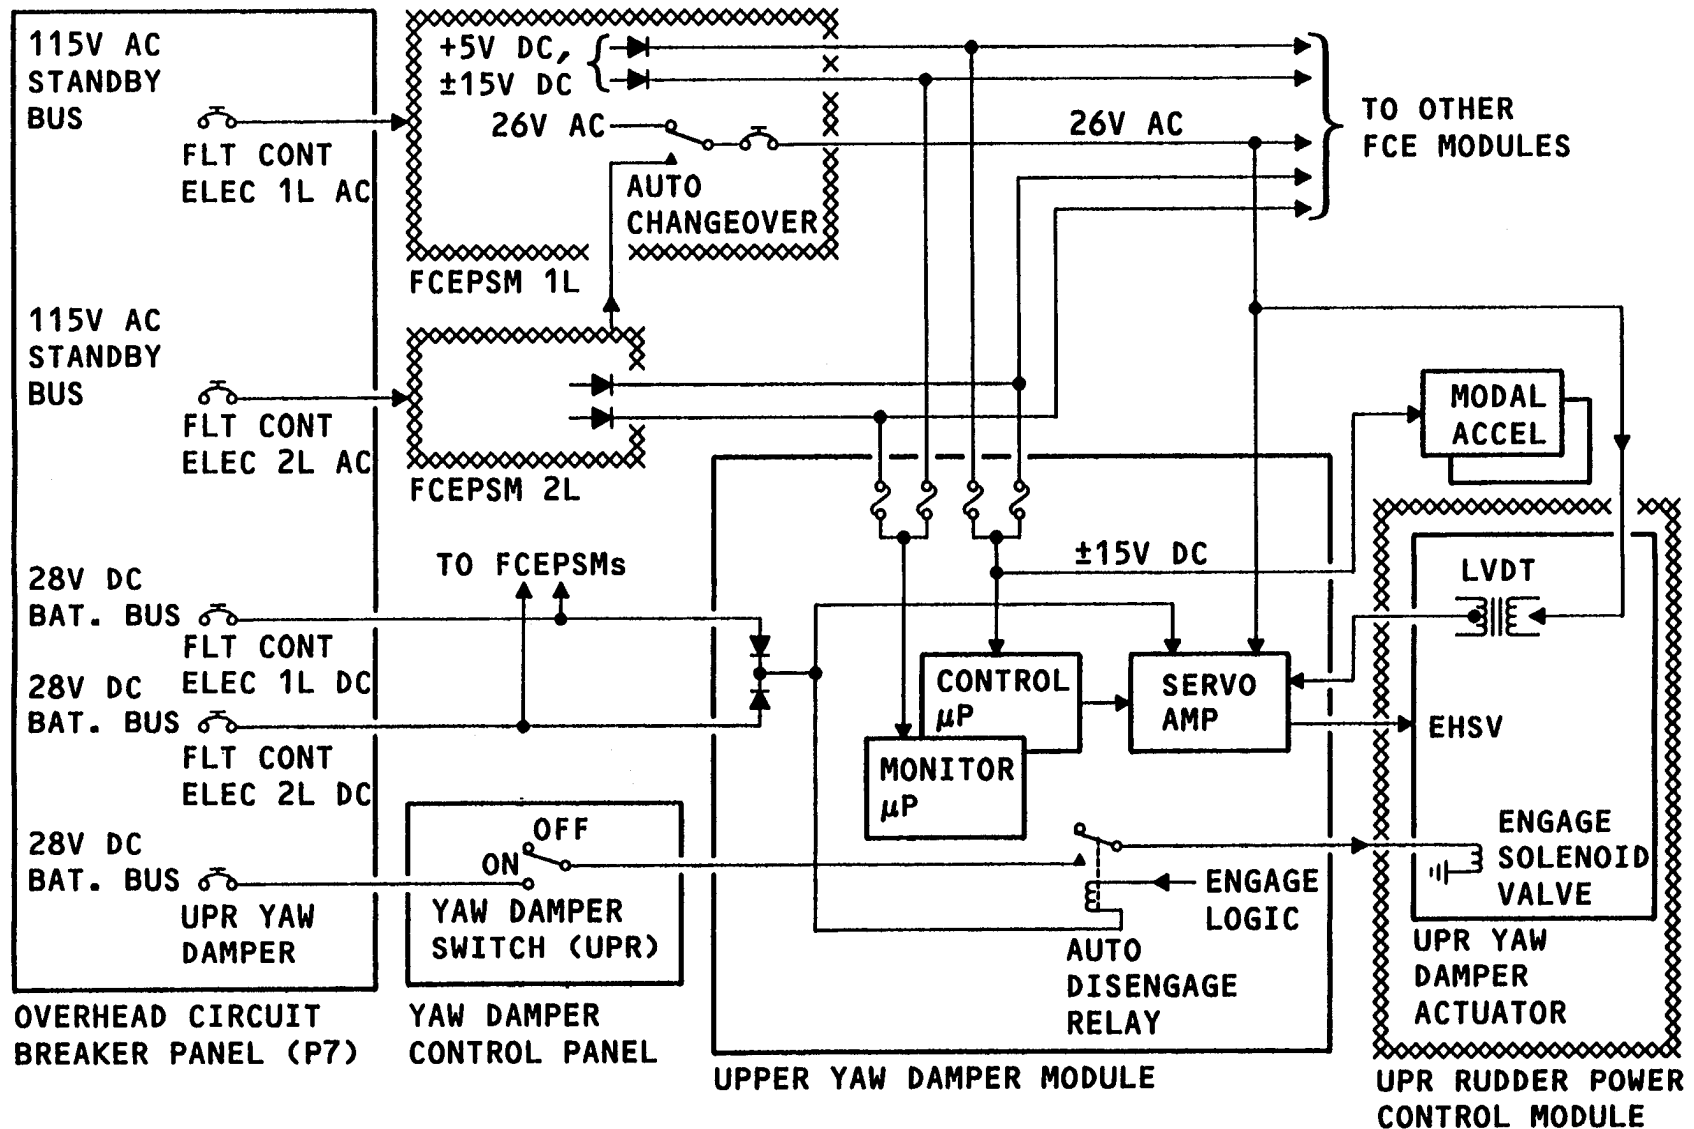 115V AC
STANDBY
BUS
FLT CONT
ELEC 1L AC
+5V DC,
±15V DC
26V AC
AUTO
CHANGEOVER
FCEPSM 1L
26V AC
TO OTHER
FCE MODULES
115V AC
STANDBY
BUS
FLT CONT
ELEC 2L AC
FCEPSM 2L
MODAL
ACCEL
28V DC
BAT. BUS
FLT CONT
ELEC 1L DC
28V DC
BAT. BUS
FLT CONT
ELEC 2L DC
TO FCEPSMs
±15V DC
CONTROL
µP
MONITOR
µP
SERVO
AMP
LVDT
EHSV
ENGAGE
SOLENOID
VALVE
UPR YAW
DAMPER
ACTUATOR
28V DC
BAT. BUS
UPR YAW
DAMPER
OFF
ON
YAW DAMPER
SWITCH (UPR)
ENGAGE
LOGIC
AUTO
DISENGAGE
RELAY
OVERHEAD CIRCUIT
BREAKER PANEL (P7)
YAW DAMPER
CONTROL PANEL
UPPER YAW DAMPER MODULE
UPR RUDDER POWER
CONTROL MODULE